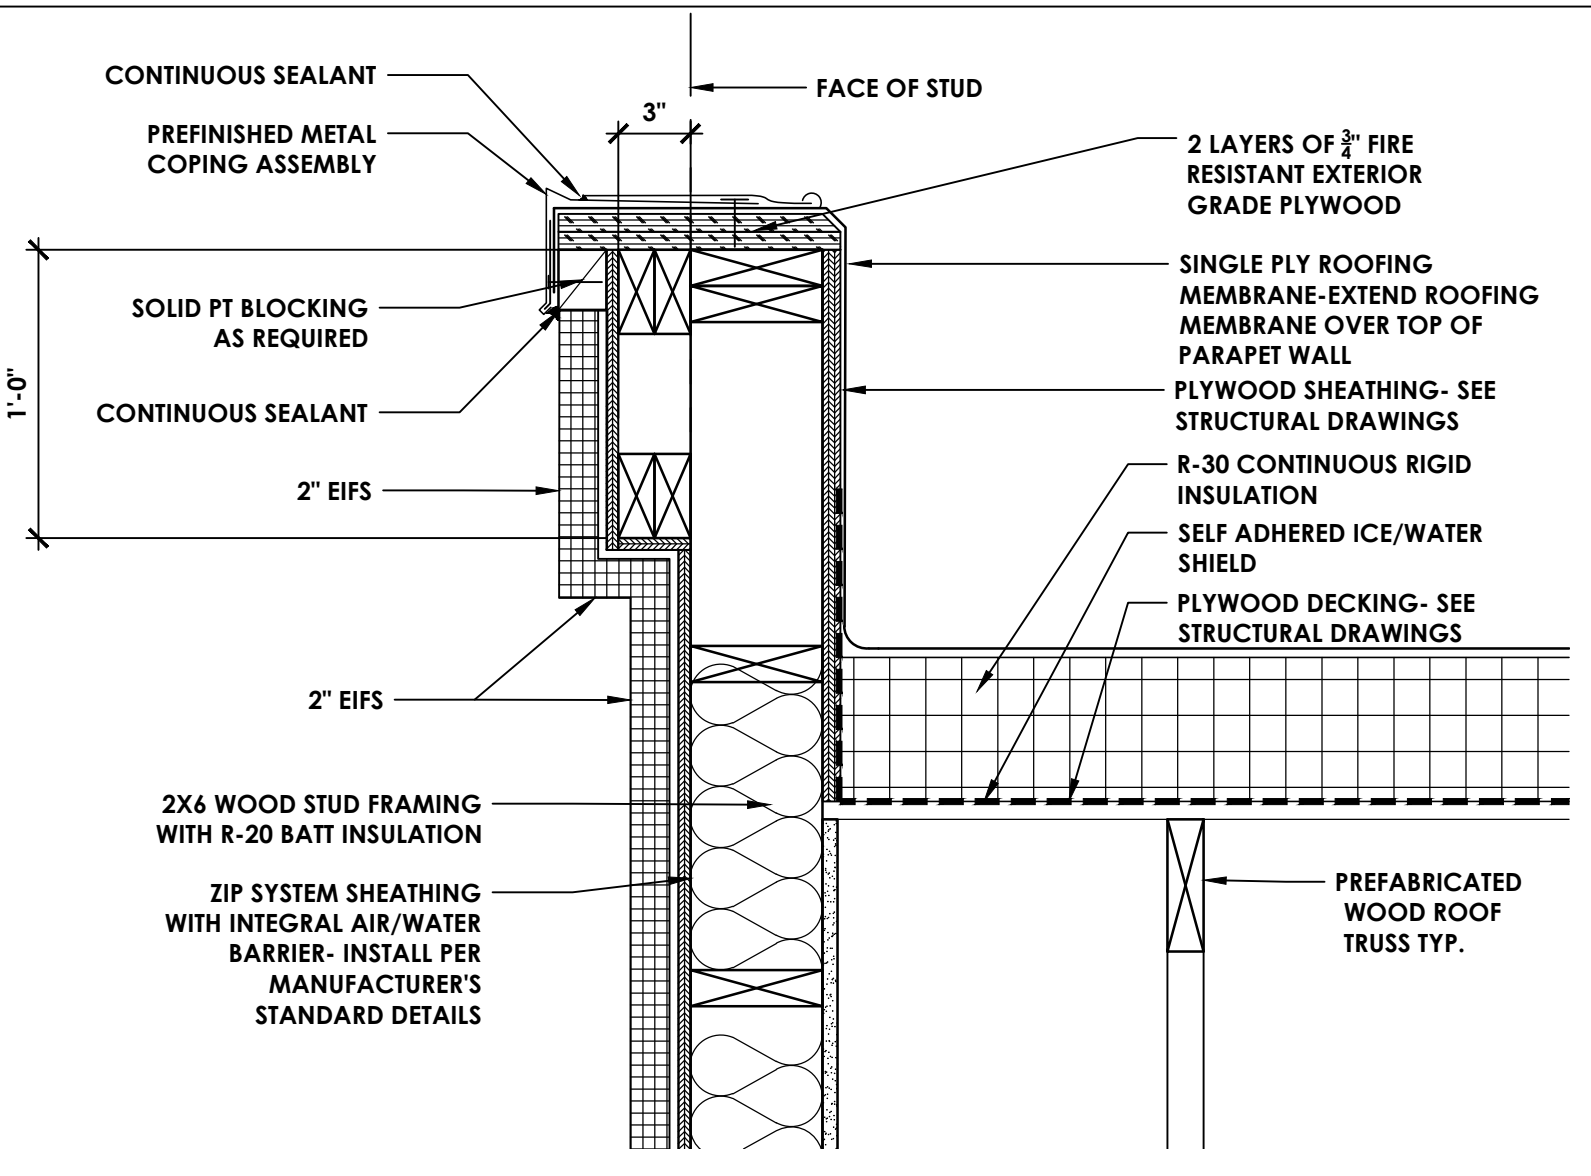 CONTINUOUS SEALANT
PREFINISHED METAL
COPING ASSEMBLY
3"
FACE OF STUD
2 LAYERS OF 3/4" FIRE
RESISTANT EXTERIOR
GRADE PLYWOOD
SOLID PT BLOCKING
AS REQUIRED
1'-0"
CONTINUOUS SEALANT
2" EIFS
2" EIFS
2X6 WOOD STUD FRAMING
WITH R-20 BATT INSULATION
ZIP SYSTEM SHEATHING
WITH INTEGRAL AIR/WATER
BARRIER- INSTALL PER
MANUFACTURER'S
STANDARD DETAILS
SINGLE PLY ROOFING
MEMBRANE-EXTEND ROOFING
MEMBRANE OVER TOP OF
PARAPET WALL
PLYWOOD SHEATHING- SEE
STRUCTURAL DRAWINGS
R-30 CONTINUOUS RIGID
INSULATION
SELF ADHERED ICE/WATER
SHIELD
PLYWOOD DECKING- SEE
STRUCTURAL DRAWINGS
PREFABRICATED
WOOD ROOF
TRUSS TYP.